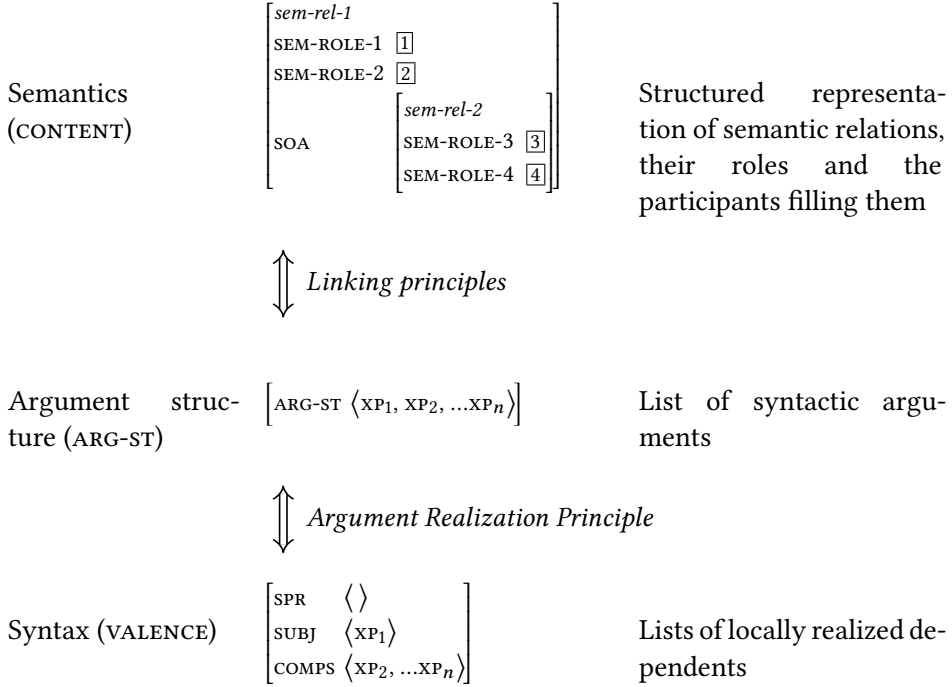 sem-rel-1
SEM-ROLE-1 1
SEM-ROLE-2 2
SOA
sem-rel-2
SEM-ROLE-3 3
SEM-ROLE-4 4
Semantics
(CONTENT)
Structured representa-
tion of semantic relations,
their roles and the
participants filling them
Linking principles
Argument struc-
ture (ARG-ST)
[ARG-ST ⟨XP₁, XP₂, …XPₙ⟩]
List of syntactic argu-
ments
Argument Realization Principle
Syntax (VALENCE)
SPR ⟨ ⟩
SUBJ ⟨XP₁⟩
COMPS ⟨XP₂, …XPₙ⟩
Lists of locally realized de-
pendents